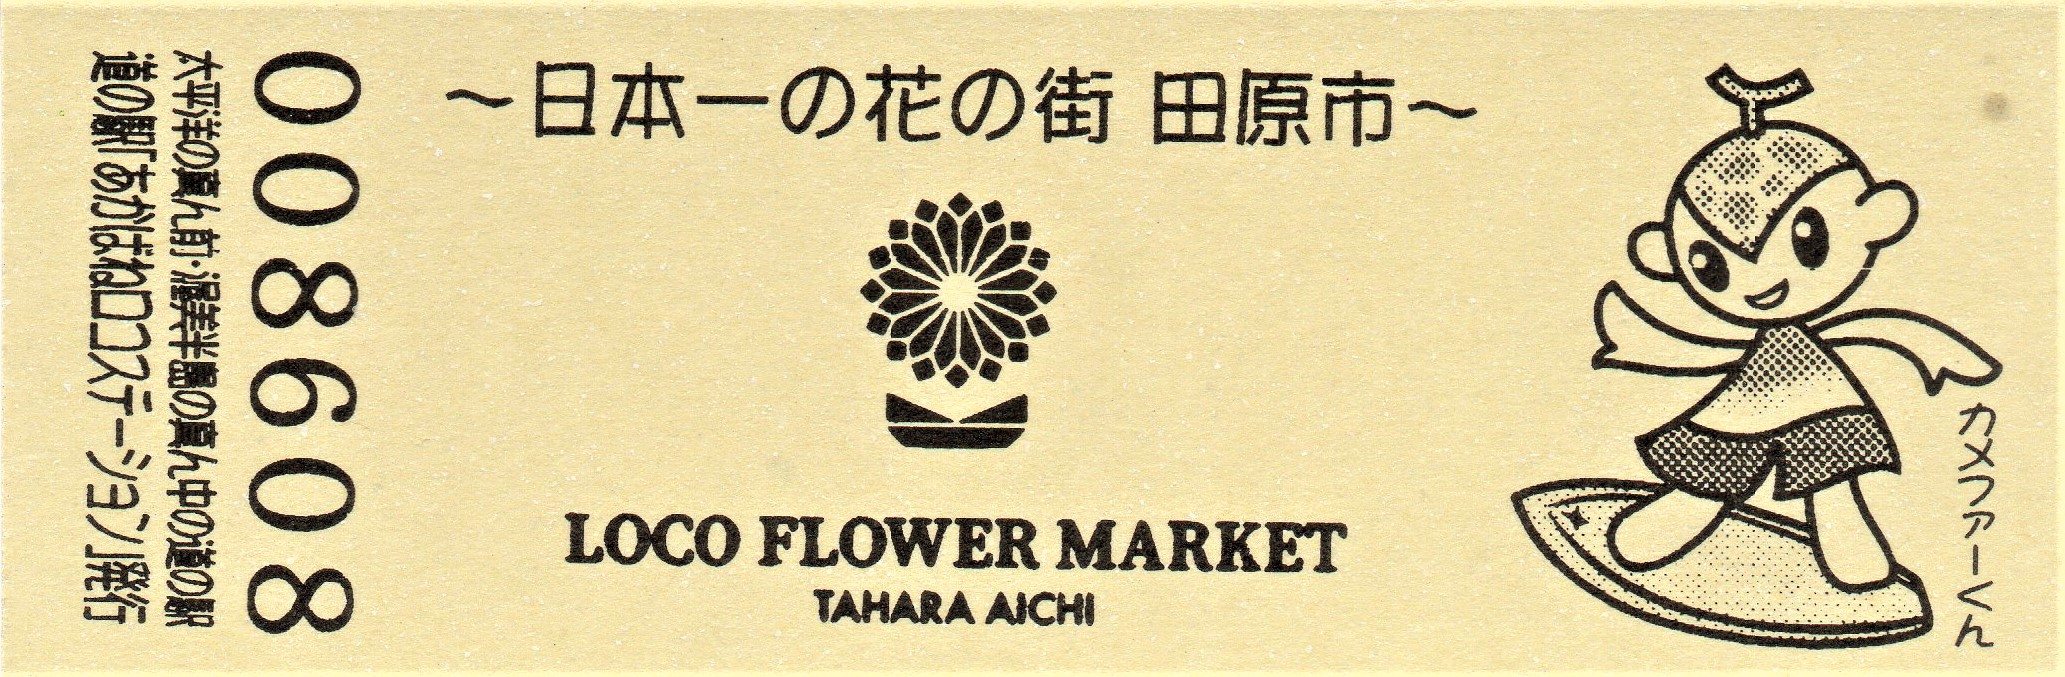 ～日本一の花の街 田原市～
LOCO FLOWER MARKET
TAHARA AICHI
カメファーくん
008608
太平洋の真ん前・渥美半島の真ん中の道の駅
道の駅「あかばねロコステーション」発行